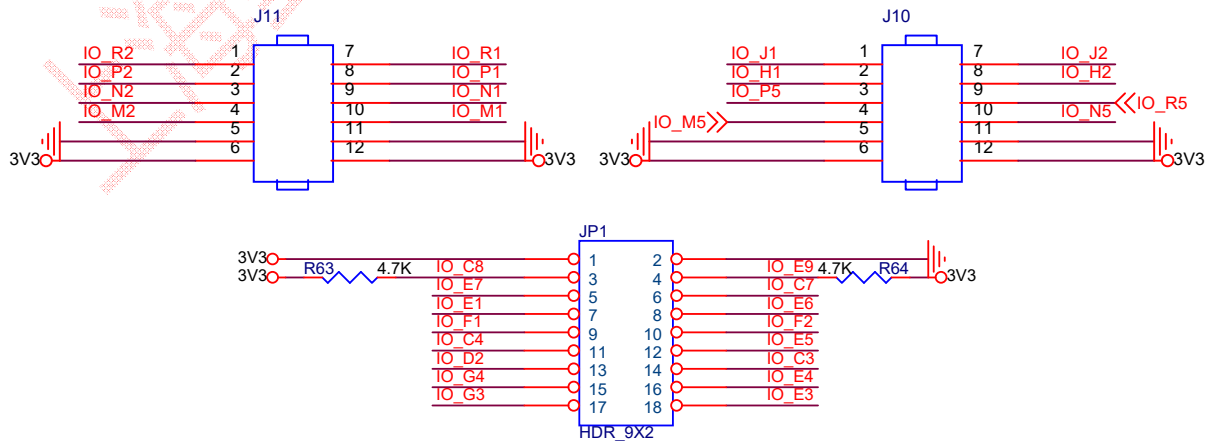 J11 J10
1 7 1 7
IO_R2 IO_R1 IO_J1 IO_J2
2 8 2 8
IO_P2 IO_P1 IO_H1 IO_H2
3 9 3 9
IO_N2 IO_N1 IO_P5 IO_R5
4 10 4 10
IO_M2 IO_M1 IO_M5 IO_N5
5 11 5 11
6 12 6 12
3V3 3V3 3V3 3V3
JP1
3V3 1 2
3V3 R63 4.7K IO_C8 3 4 IO_E9 4.7K R64 3V3
IO_E7 5 6 IO_C7
IO_E1 7 8 IO_E6
IO_F1 9 10 IO_F2
IO_C4 11 12 IO_E5
IO_D2 13 14 IO_C3
IO_G4 15 16 IO_E4
IO_G3 17 18 IO_E3
HDR_9X2